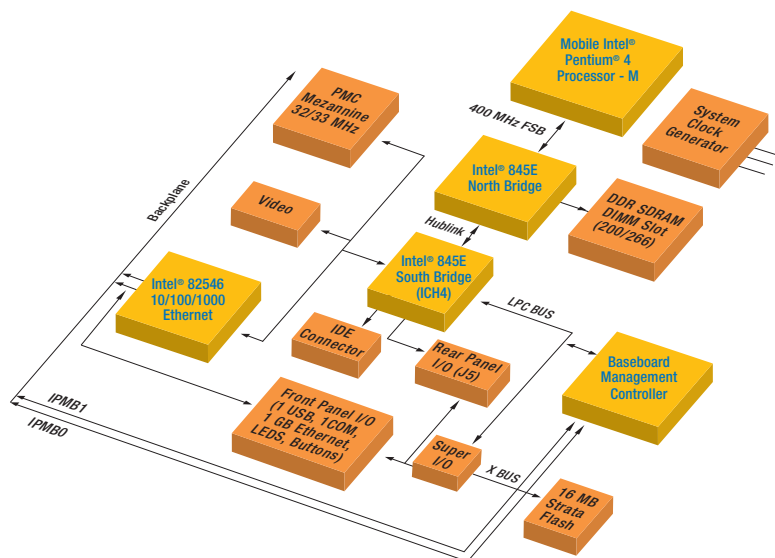 Mobile Intel®
Pentium® 4
Processor - M
PMC
Mezannine
32/33 MHz
System
Clock
Generator
400 MHz FSB
Intel® 845E
North Bridge
Backplane
Video
DDR SDRAM
DIMM Slot
(200/266)
Hublink
Intel® 845E
South Bridge
(ICH4)
Intel® 82546
10/100/1000
Ethernet
LPC BUS
IDE
Connector
Rear Panel
I/O (J5)
Baseboard
Management
Controller
IPMB1
IPMB0
Front Panel I/O
(1 USB, 1COM,
1 GB Ethernet,
LEDS, Buttons)
Super
I/O
X BUS
16 MB
Strata
Flash